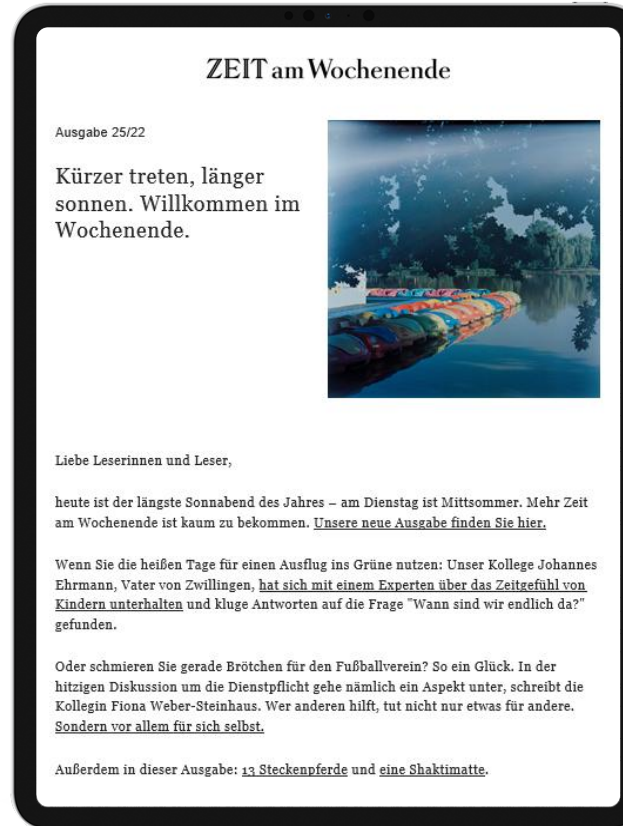 ZEIT am Wochenende
Ausgabe 25/22
Kürzer treten, länger
sonnen. Willkommen im
Wochenende.
Liebe Leserinnen und Leser,
heute ist der längste Sonnabend des Jahres – am Dienstag ist Mittsommer. Mehr Zeit
am Wochenende ist kaum zu bekommen. Unsere neue Ausgabe finden Sie hier.
Wenn Sie die heißen Tage für einen Ausflug ins Grüne nutzen: Unser Kollege Johannes
Ehrmann, Vater von Zwillingen, hat sich mit einem Experten über das Zeitgefühl von
Kindern unterhalten und kluge Antworten auf die Frage "Wann sind wir endlich da?"
gefunden.
Oder schmieren Sie gerade Brötchen für den Fußballverein? So ein Glück. In der
hitzigen Diskussion um die Dienstpflicht gehe nämlich ein Aspekt unter, schreibt die
Kollegin Fiona Weber-Steinhaus. Wer anderen hilft, tut nicht nur etwas für andere.
Sondern vor allem für sich selbst.
Außerdem in dieser Ausgabe: 13 Steckenpferde und eine Shaktimatte.